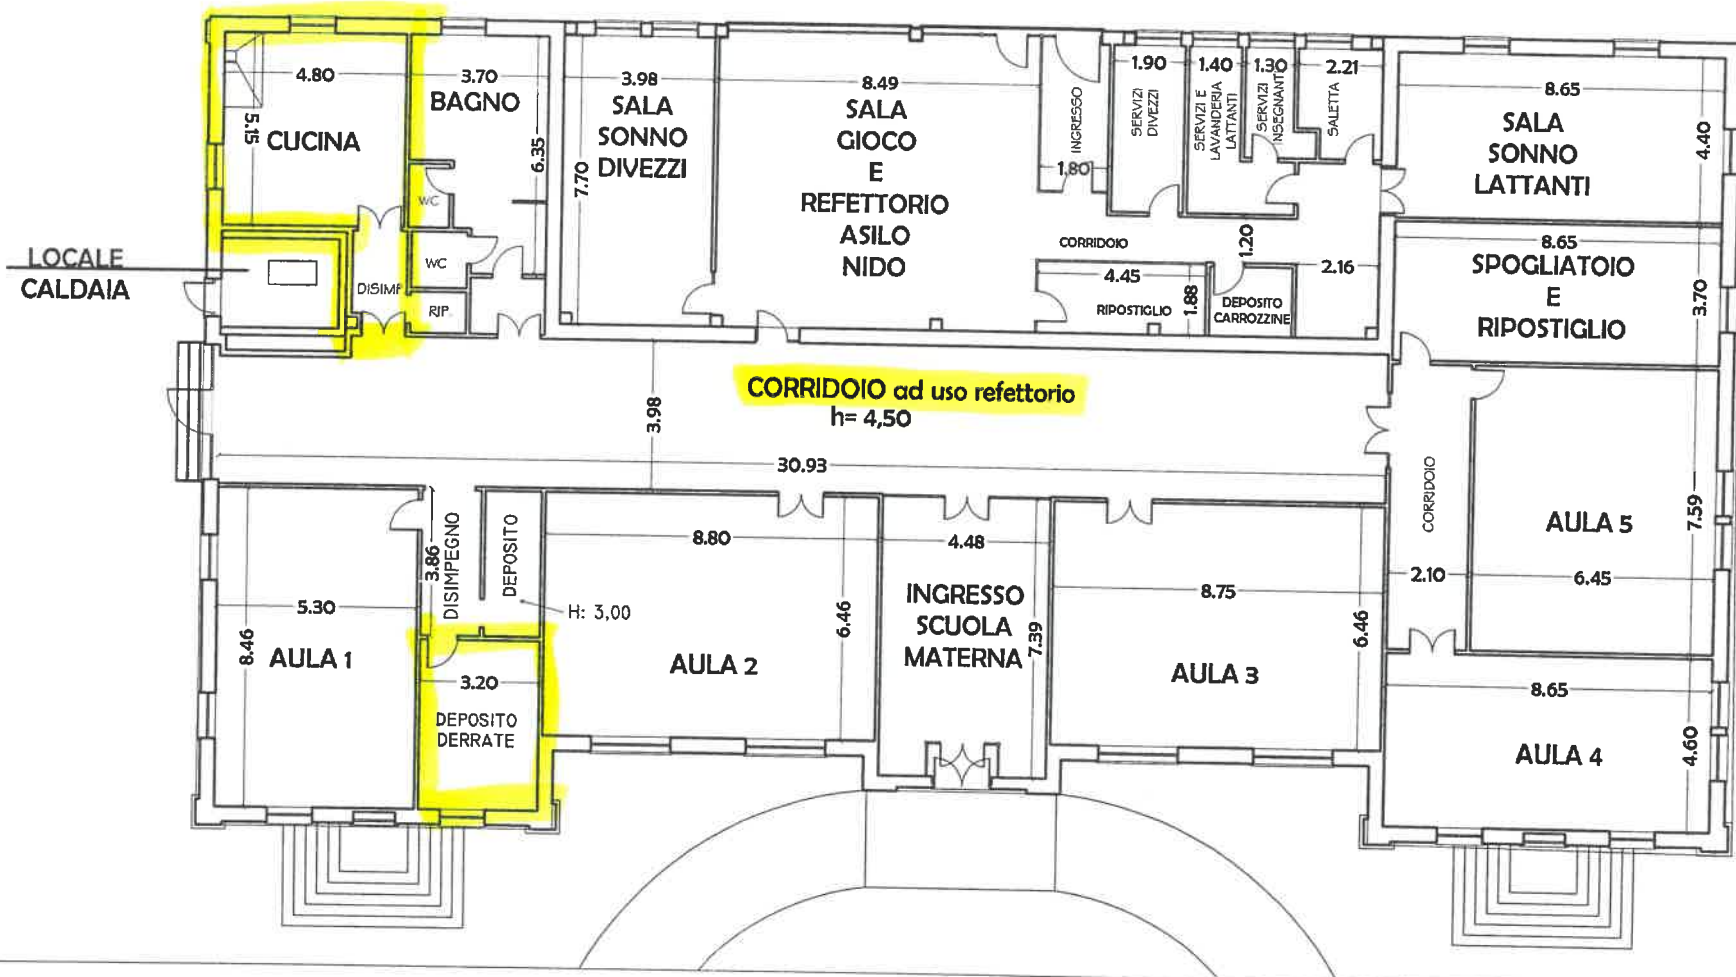 4.80
CUCINA
5.15
3.70
BAGNO
6.35
WC
WC
RIP.
DISIMP
LOCALE
CALDAIA
3.98
SALA
SONNO
DIVEZZI
7.70
8.49
SALA
GIOCO
E
REFETTORIO
ASILO
NIDO
INGRESSO
1.80
1.90
SERVIZI
DIVEZZI
1.40
SERVIZI E
LAVANDERIA
LATTANTI
1.30
SERVIZI
INSEGNANTI
2.21
SALETTA
CORRIDOIO
1.20
2.16
4.45
RIPOSTIGLIO
1.88
DEPOSITO
CARROZZINE
8.65
SALA
SONNO
LATTANTI
4.40
8.65
SPOGLIATOIO
E
RIPOSTIGLIO
3.70
CORRIDOIO ad uso refettorio
h= 4,50
3.98
30.93
5.30
8.46
AULA 1
3.86
DISIMPEGNO
DEPOSITO
H: 3,00
3.20
DEPOSITO
DERRATE
8.80
6.46
AULA 2
4.48
INGRESSO
SCUOLA
MATERNA
7.39
8.75
6.46
AULA 3
CORRIDOIO
2.10
AULA 5
7.59
6.45
8.65
AULA 4
4.60